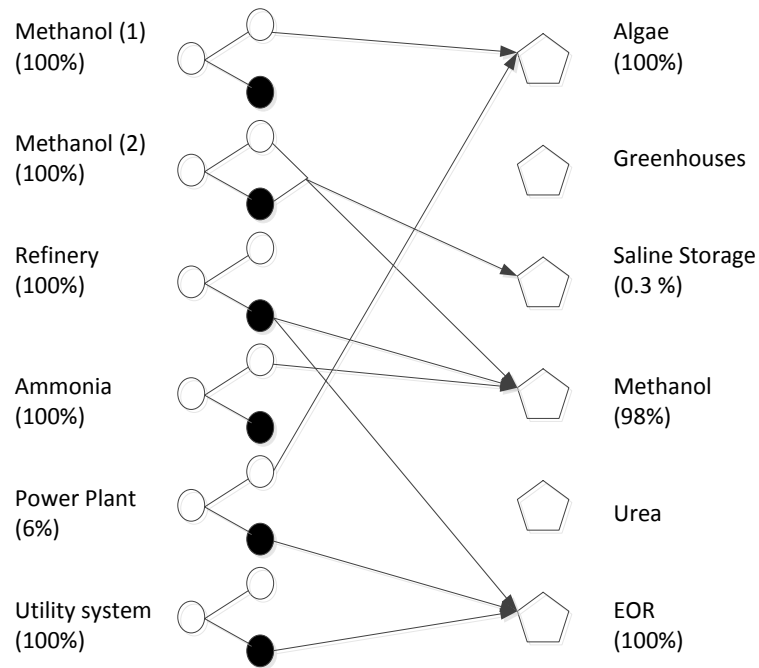 Methanol (1)
(100%)
Algae
(100%)
Methanol (2)
(100%)
Greenhouses
Refinery
(100%)
Saline Storage
(0.3 %)
Ammonia
(100%)
Methanol
(98%)
Power Plant
(6%)
Urea
Utility system
(100%)
EOR
(100%)